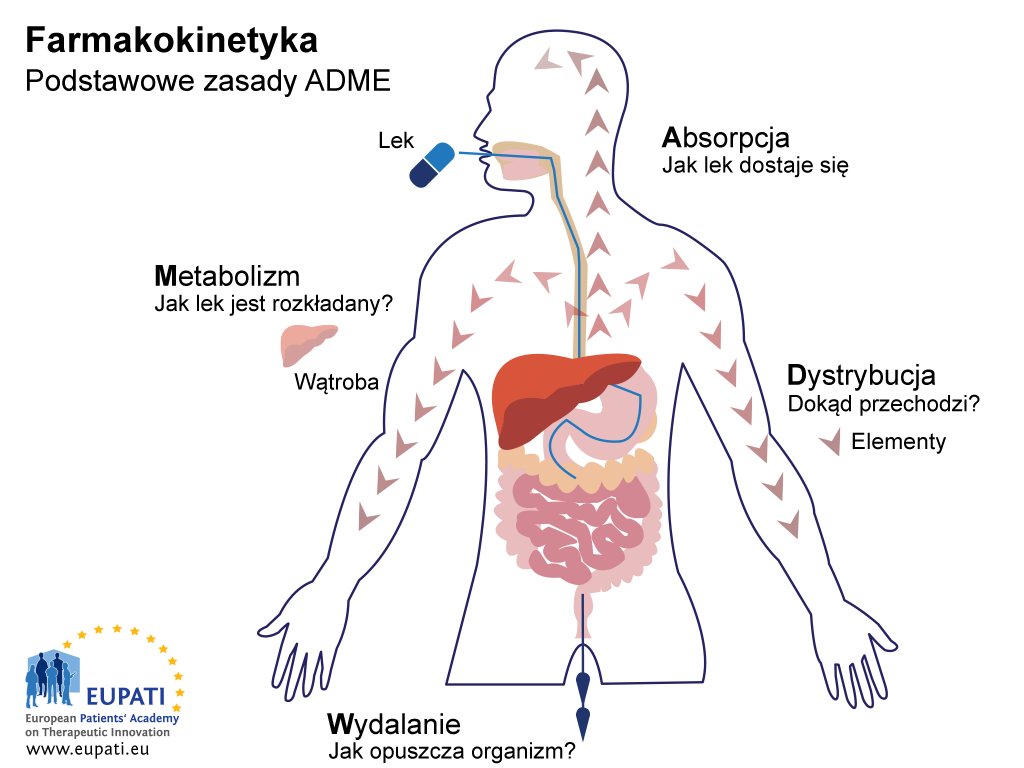 Farmakokinetyka
Podstawowe zasady ADME
Lek
Absorpcja
Jak lek dostaje się
Metabolizm
Jak lek jest rozkładany?
Wątroba
Dystrybucja
Dokąd przechodzi?
Elementy
Wydalanie
Jak opuszcza organizm?
EUPATI
European Patients' Academy
on Therapeutic Innovation
www.eupati.eu